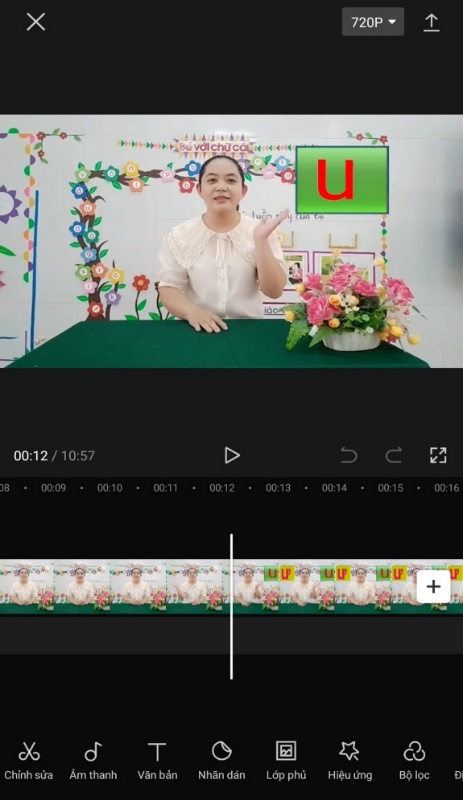 720P
Bé với chữ cái
U
của bé
00:12 / 10:57
08 • 00:09 • 00:10 • 00:11 • 00:12 • 00:13 • 00:14 • 00:15 • 00:16
Chỉnh sửa Âm thanh Văn bản Nhãn dán Lớp phủ Hiệu ứng Bộ lọc